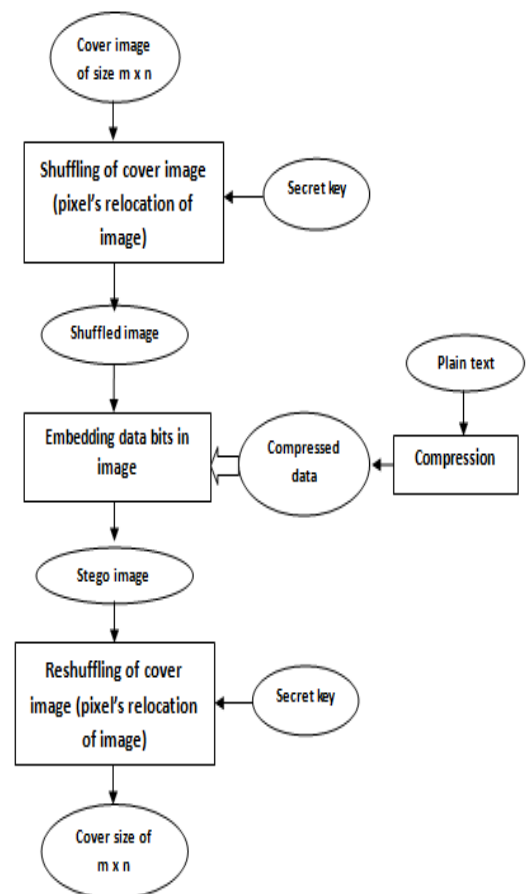 Cover image
of size m x n
Shuffling of cover image
(pixel's relocation of
image)
Secret key
Shuffled image
Plain text
Embedding data bits in
image
Compressed
data
Compression
Stego image
Reshuffling of cover
image (pixel's relocation
of image)
Secret key
Cover size of
m x n